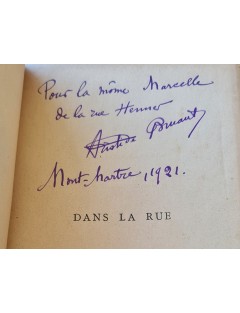 Pour la môme Marcelle
de la rue Henner
Aristide Bruant
Mont-Martre, 1921.
DANS LA RUE